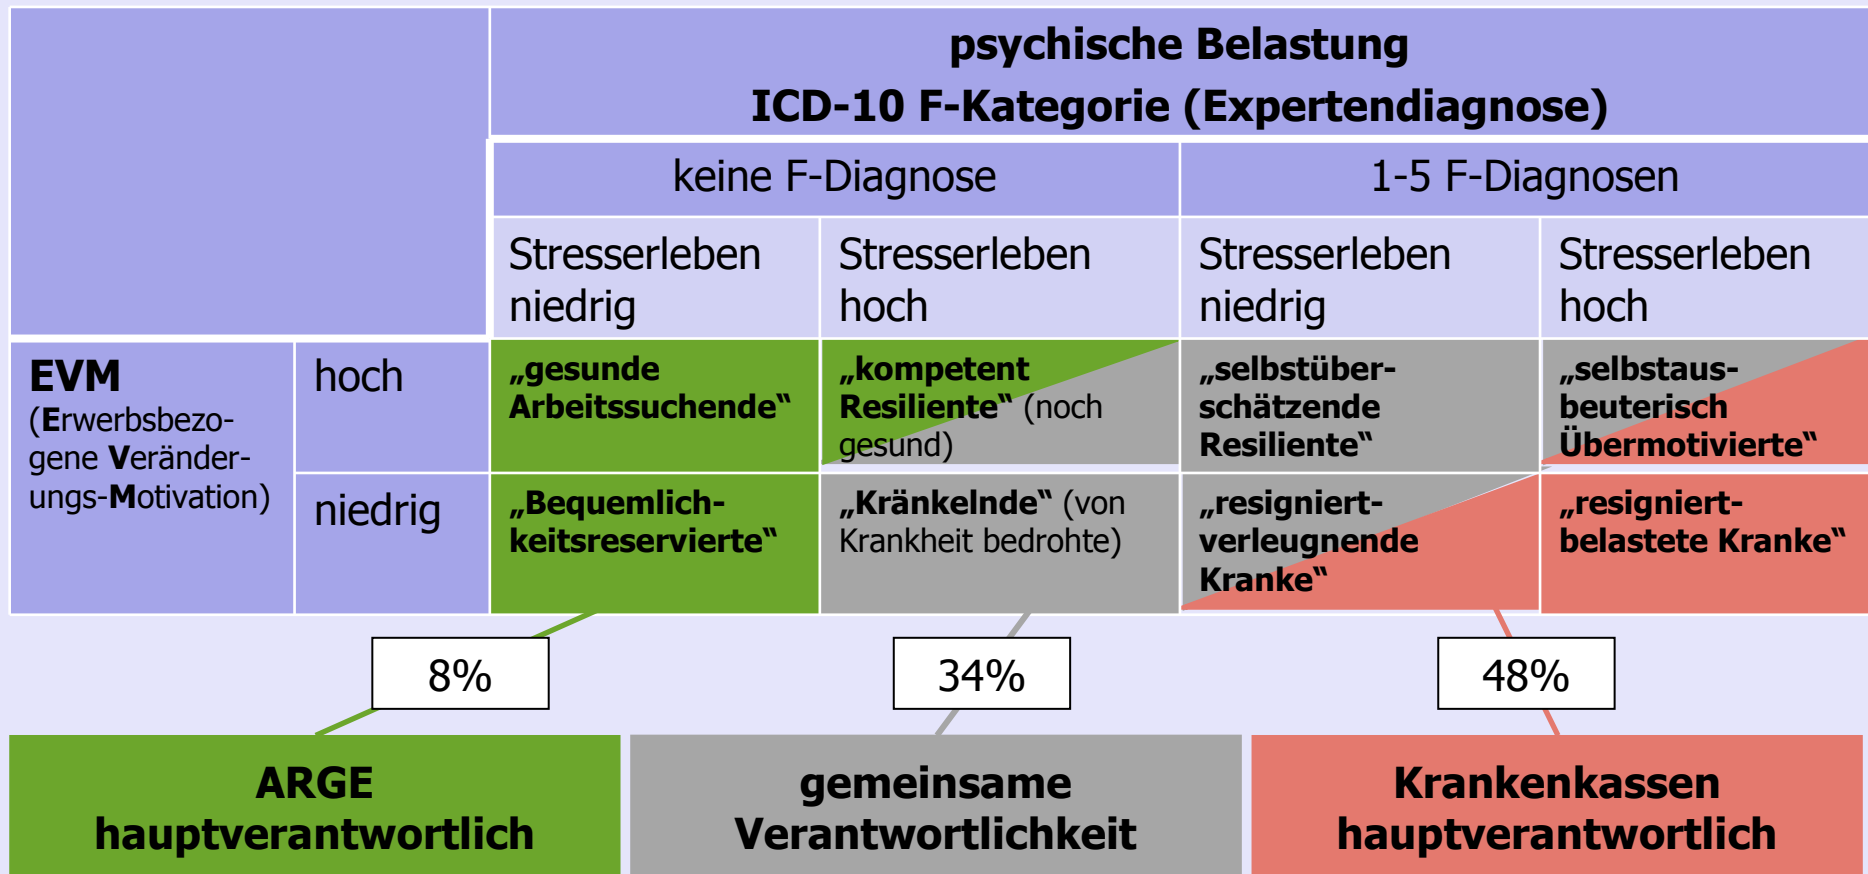 psychische Belastung
ICD-10 F-Kategorie (Expertendiagnose)
keine F-Diagnose
1-5 F-Diagnosen
Stresserleben
niedrig
Stresserleben
hoch
Stresserleben
niedrig
Stresserleben
hoch
EVM
(Erwerbsbezo-
gene Veränder-
ungs-Motivation)
hoch
„gesunde
Arbeitssuchende“
„kompetent
Resiliente“ (noch
gesund)
„selbstüber-
schätzende
Resiliente“
„selbstaus-
beuterisch
Übermotivierte“
niedrig
„Bequemlich-
keitsreservierte“
„Kränkelnde“ (von
Krankheit bedrohte)
„resigniert-
verleugnende
Kranke“
„resigniert-
belastete Kranke“
8%
34%
48%
ARGE
hauptverantwortlich
gemeinsame
Verantwortlichkeit
Krankenkassen
hauptverantwortlich